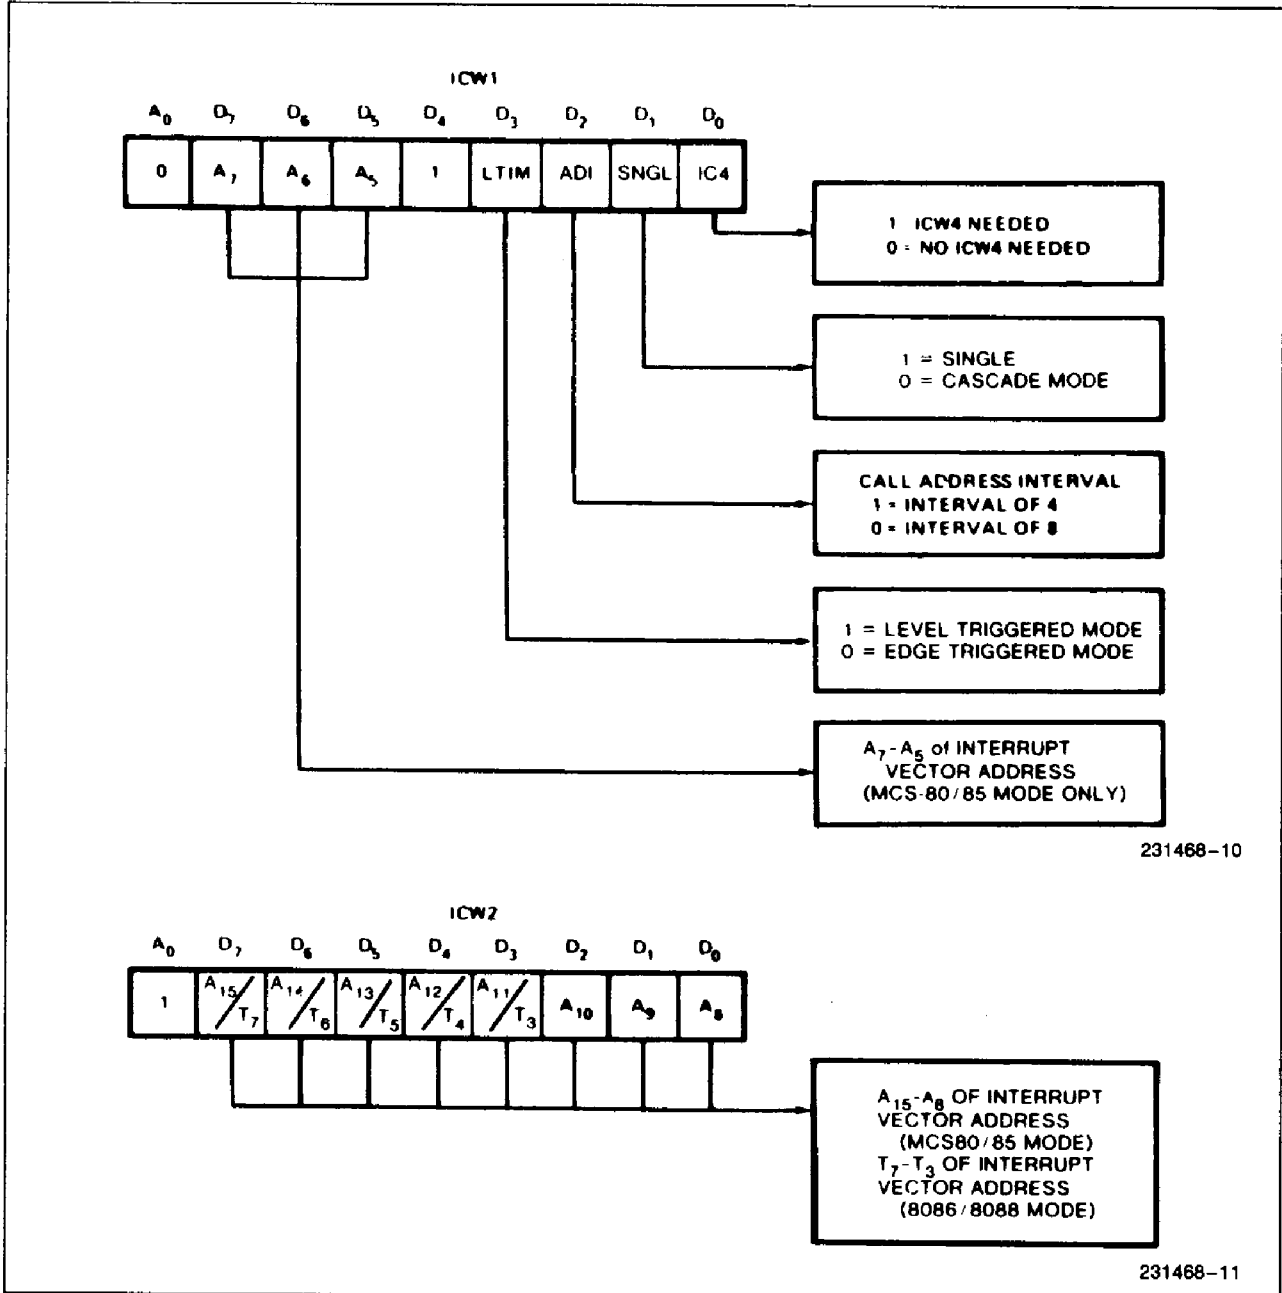 ICW1
A0 D7 D6 D5 D4 D3 D2 D1 D0
0 A7 A6 A5 1 LTIM ADI SNGL IC4
1 ICW4 NEEDED
0 = NO ICW4 NEEDED
1 = SINGLE
0 = CASCADE MODE
CALL ADDRESS INTERVAL
1 = INTERVAL OF 4
0 = INTERVAL OF 8
1 = LEVEL TRIGGERED MODE
0 = EDGE TRIGGERED MODE
A7-A5 of INTERRUPT
VECTOR ADDRESS
(MCS-80/85 MODE ONLY)
231468-10
ICW2
A0 D7 D6 D5 D4 D3 D2 D1 D0
1 A15/T7 A14/T6 A13/T5 A12/T4 A11/T3 A10 A9 A8
A15-A8 OF INTERRUPT
VECTOR ADDRESS
(MCS80/85 MODE)
T7-T3 OF INTERRUPT
VECTOR ADDRESS
(8086/8088 MODE)
231468-11